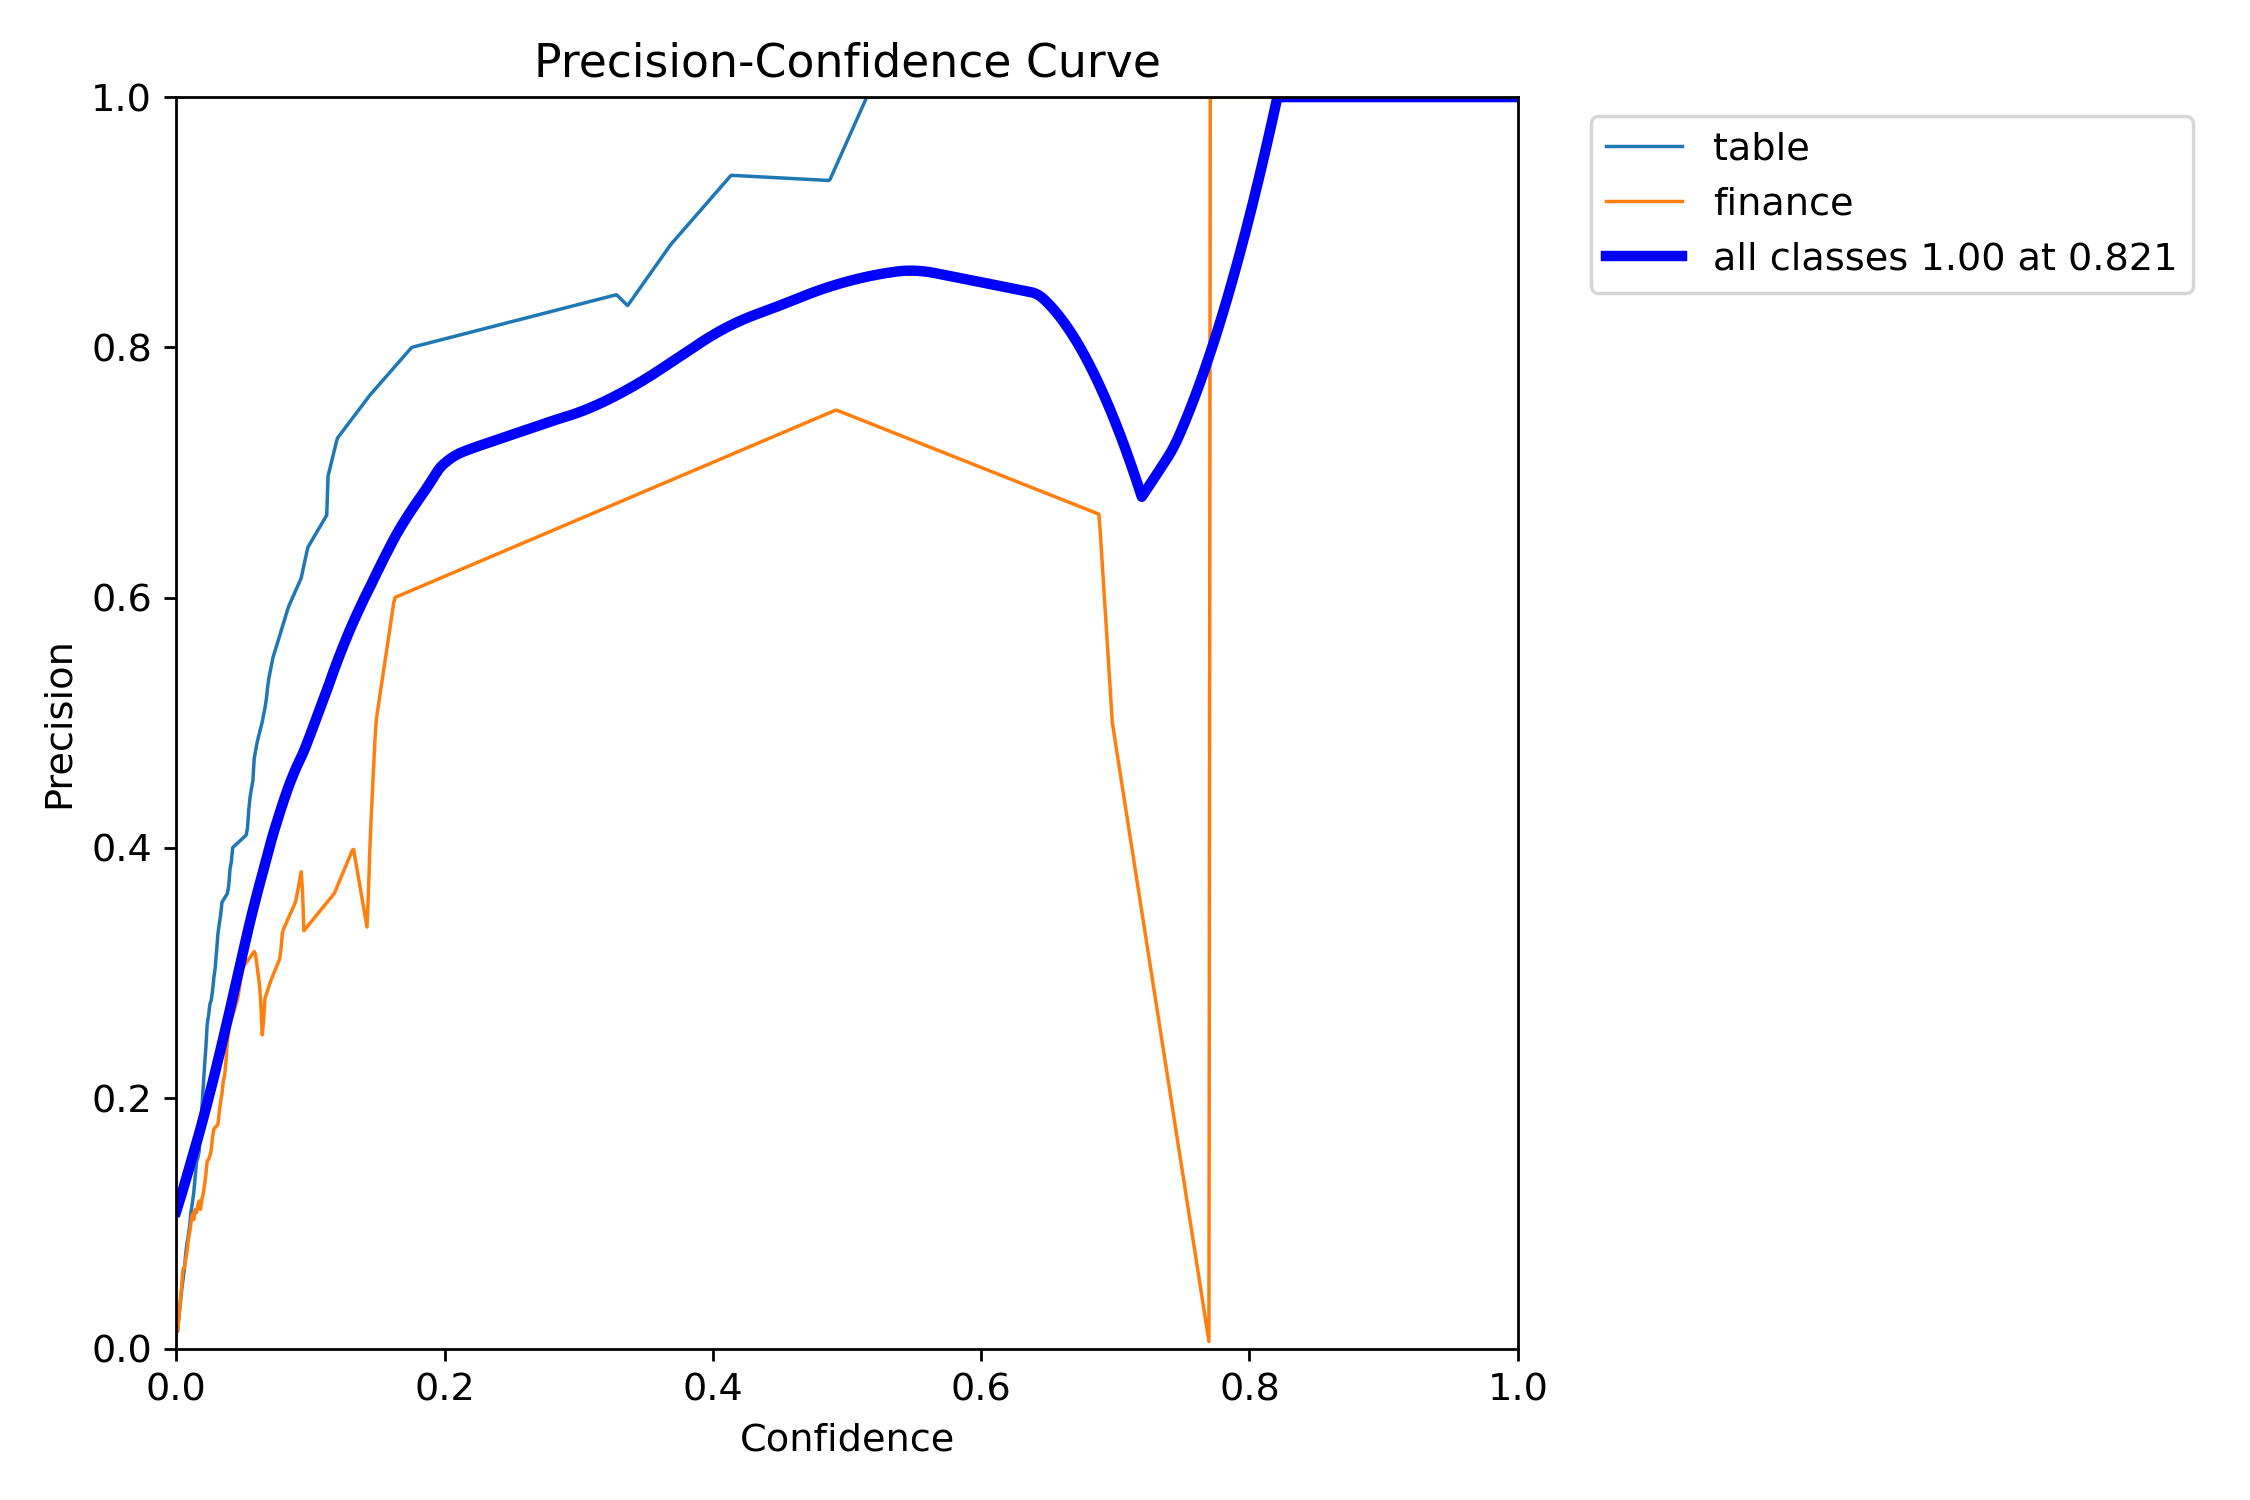 Precision-Confidence Curve
1.0
0.8
0.6
0.4
0.2
0.0
Precision
0.0 0.2 0.4 0.6 0.8 1.0
Confidence
table
finance
all classes 1.00 at 0.821